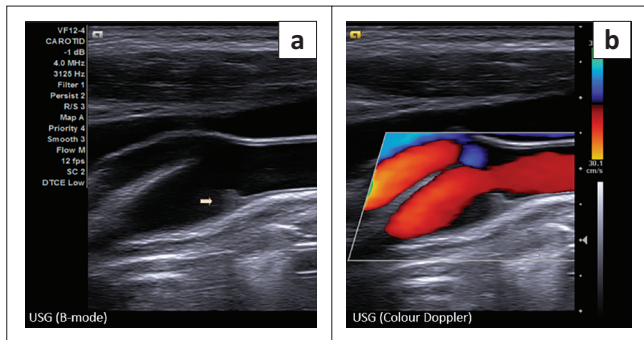 a
VF12-4
CAROTID
-1 dB
4.0 MHz
3125 Hz
Filter 1
Persist 2
R/S 3
Map A
Priority 4
Smooth 3
Flow M
12 fps
SC 2
DTCE Low
USG (B-mode)
b
30.1
cm/s
USG (Colour Doppler)